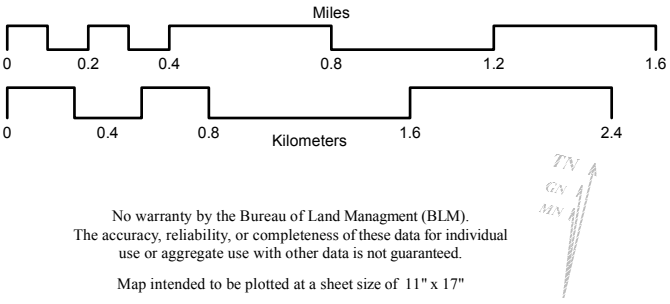 Miles
0 0.2 0.4 0.8 1.2 1.6
0 0.4 0.8 1.6 2.4
Kilometers
TN
GN
MN
No warranty by the Bureau of Land Managment (BLM).
The accuracy, reliability, or completeness of these data for individual
use or aggregate use with other data is not guaranteed.
Map intended to be plotted at a sheet size of 11" x 17"